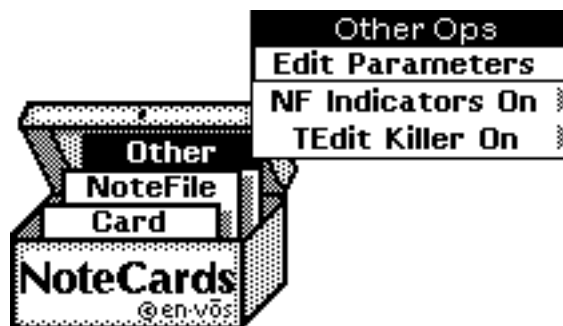 Other Ops
Edit Parameters
NF Indicators On
TEdit Killer On
Other
NoteFile
Card
NoteCards
© en·vōs